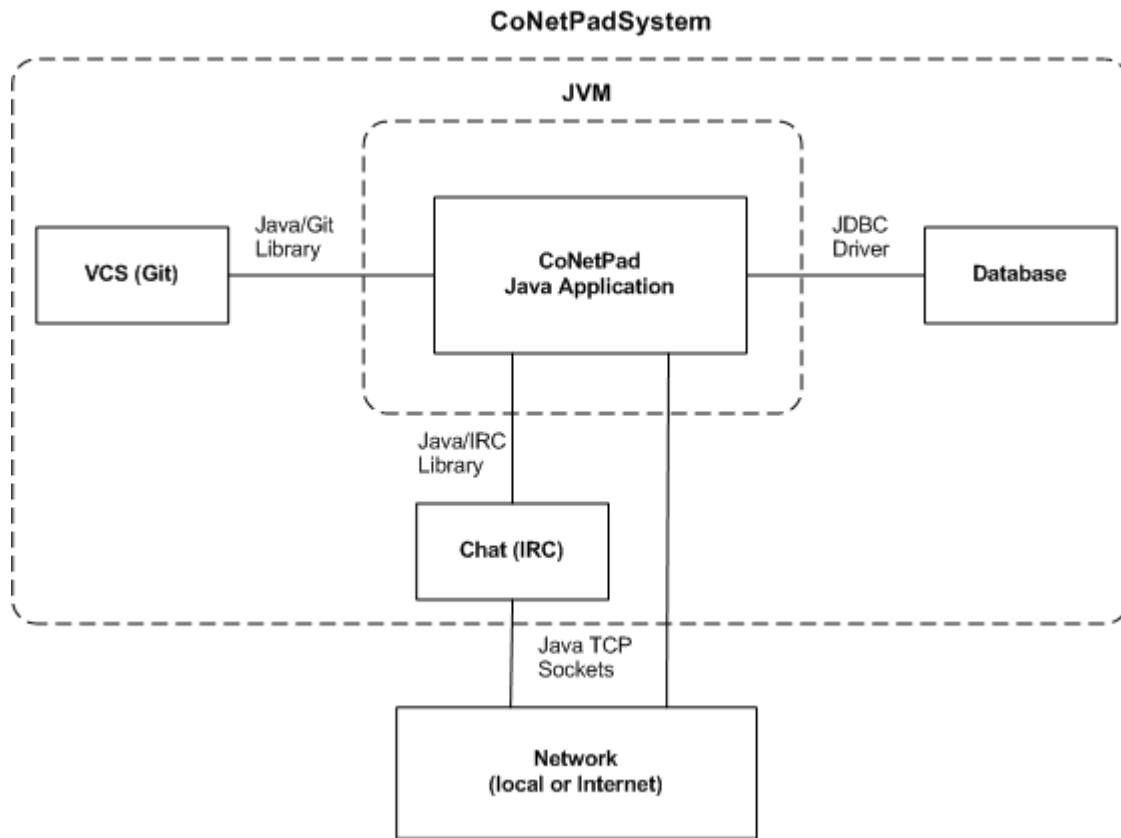 CoNetPadSystem
JVM
Java/Git
Library
JDBC
Driver
VCS (Git)
CoNetPad
Java Application
Database
Java/IRC
Library
Chat (IRC)
Java TCP
Sockets
Network
(local or Internet)